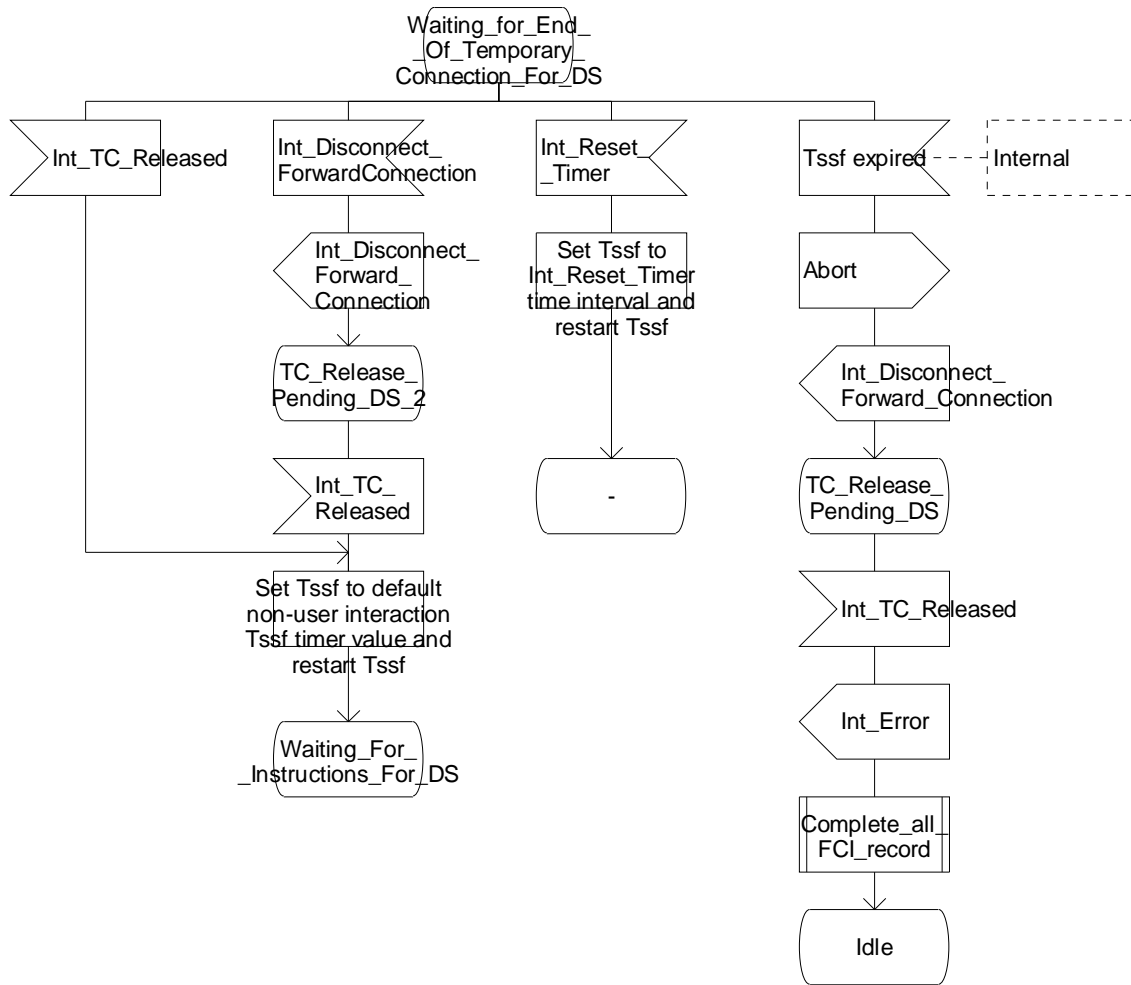 Waiting_for_End_
_Of_Temporary_
Connection_For_DS
Int_TC_Released
Int_Disconnect_
ForwardConnection
Int_Reset_
_Timer
Tssf expired
Internal
Int_Disconnect_
Forward_
Connection
Set Tssf to
Int_Reset_Timer
time interval and
restart Tssf
Abort
TC_Release_
Pending_DS_2
Int_Disconnect_
Forward_Connection
Int_TC_
Released
-
TC_Release_
Pending_DS
Set Tssf to default
non-user interaction
Tssf timer value and
restart Tssf
Int_TC_Released
Waiting_For_
_Instructions_For_DS
Int_Error
Complete_all_
FCI_record
Idle